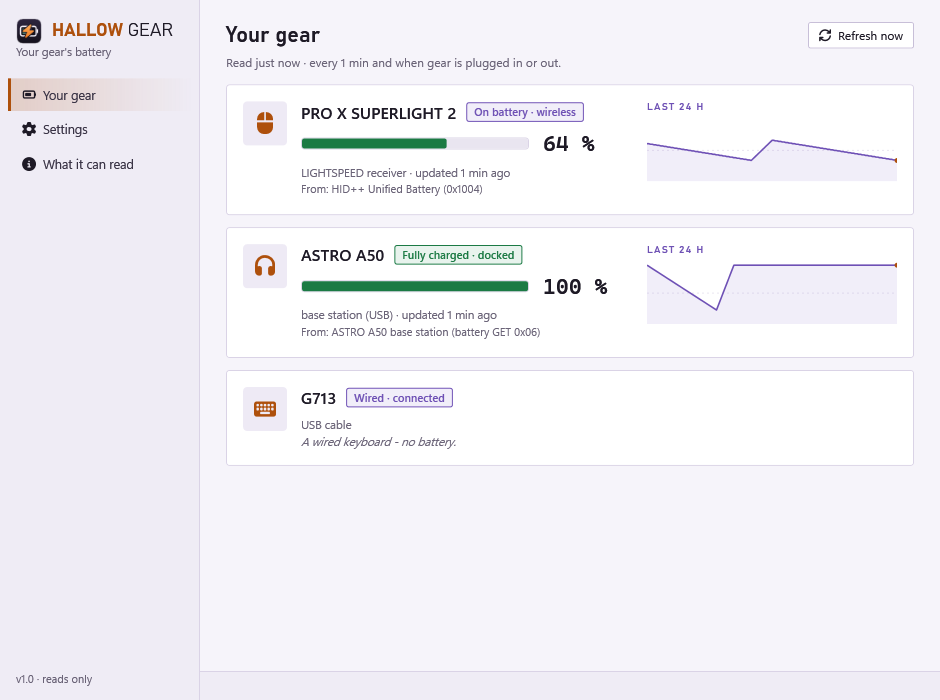 HALLOW GEAR
Your gear's battery
Your gear
Settings
What it can read
v1.0 · reads only
Your gear
Refresh now
Read just now · every 1 min and when gear is plugged in or out.
PRO X SUPERLIGHT 2
On battery · wireless
64 %
LIGHTSPEED receiver · updated 1 min ago
From: HID++ Unified Battery (0x1004)
LAST 24 H
ASTRO A50
Fully charged · docked
100 %
base station (USB) · updated 1 min ago
From: ASTRO A50 base station (battery GET 0x06)
LAST 24 H
G713
Wired · connected
USB cable
A wired keyboard - no battery.